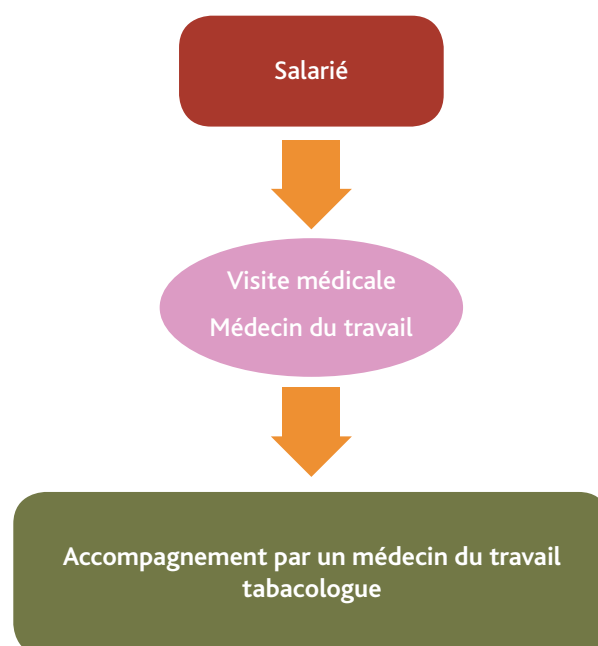 Salarié
Visite médicale
Médecin du travail
Accompagnement par un médecin du travail
tabacologue